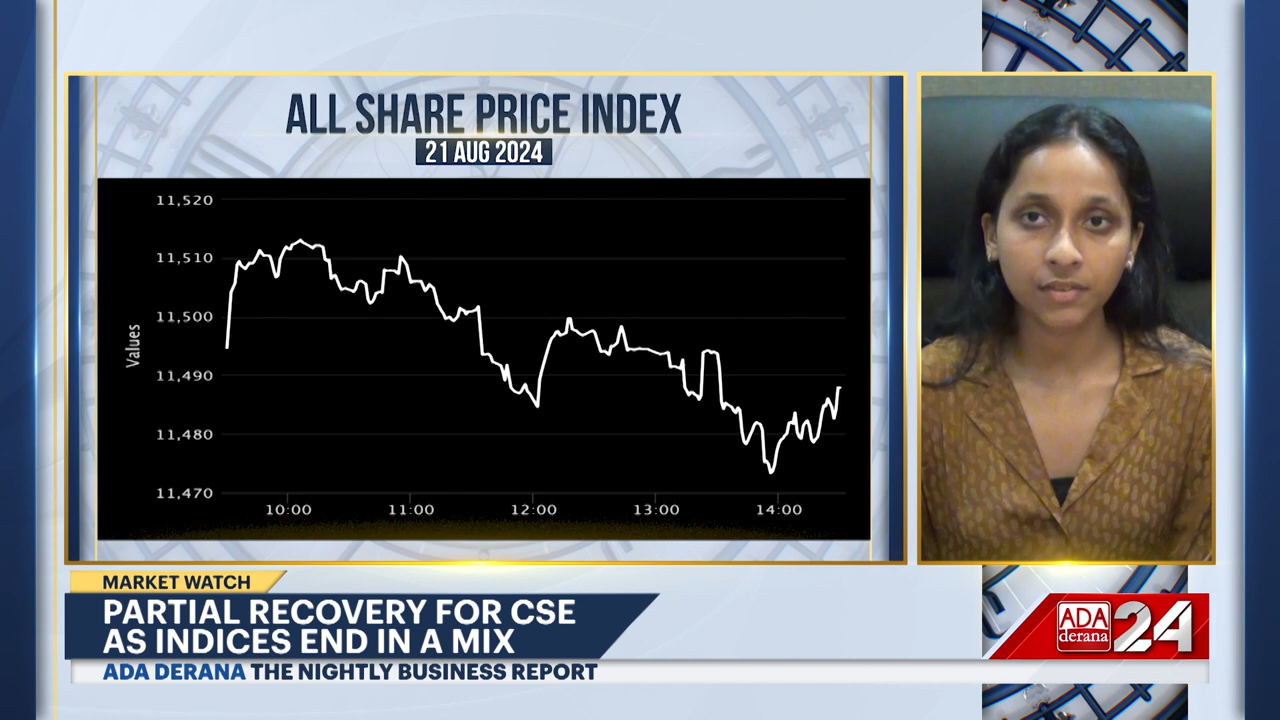 ALL SHARE PRICE INDEX
21 AUG 2024
11,520
11,510
11,500
11,490
11,480
11,470
Values
10:00 11:00 12:00 13:00 14:00
MARKET WATCH
PARTIAL RECOVERY FOR CSE
AS INDICES END IN A MIX
ADA DERANA THE NIGHTLY BUSINESS REPORT
ADA
derana
24